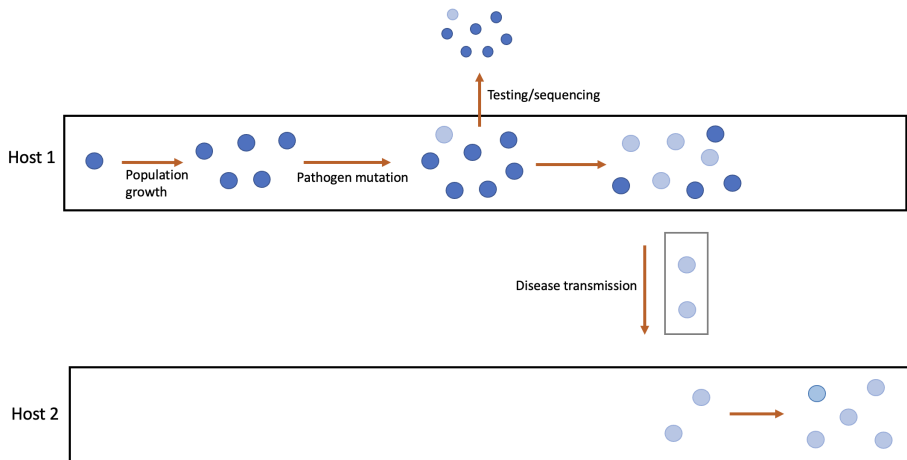 Testing/sequencing
Host 1
Population
growth
Pathogen mutation
Disease transmission
Host 2